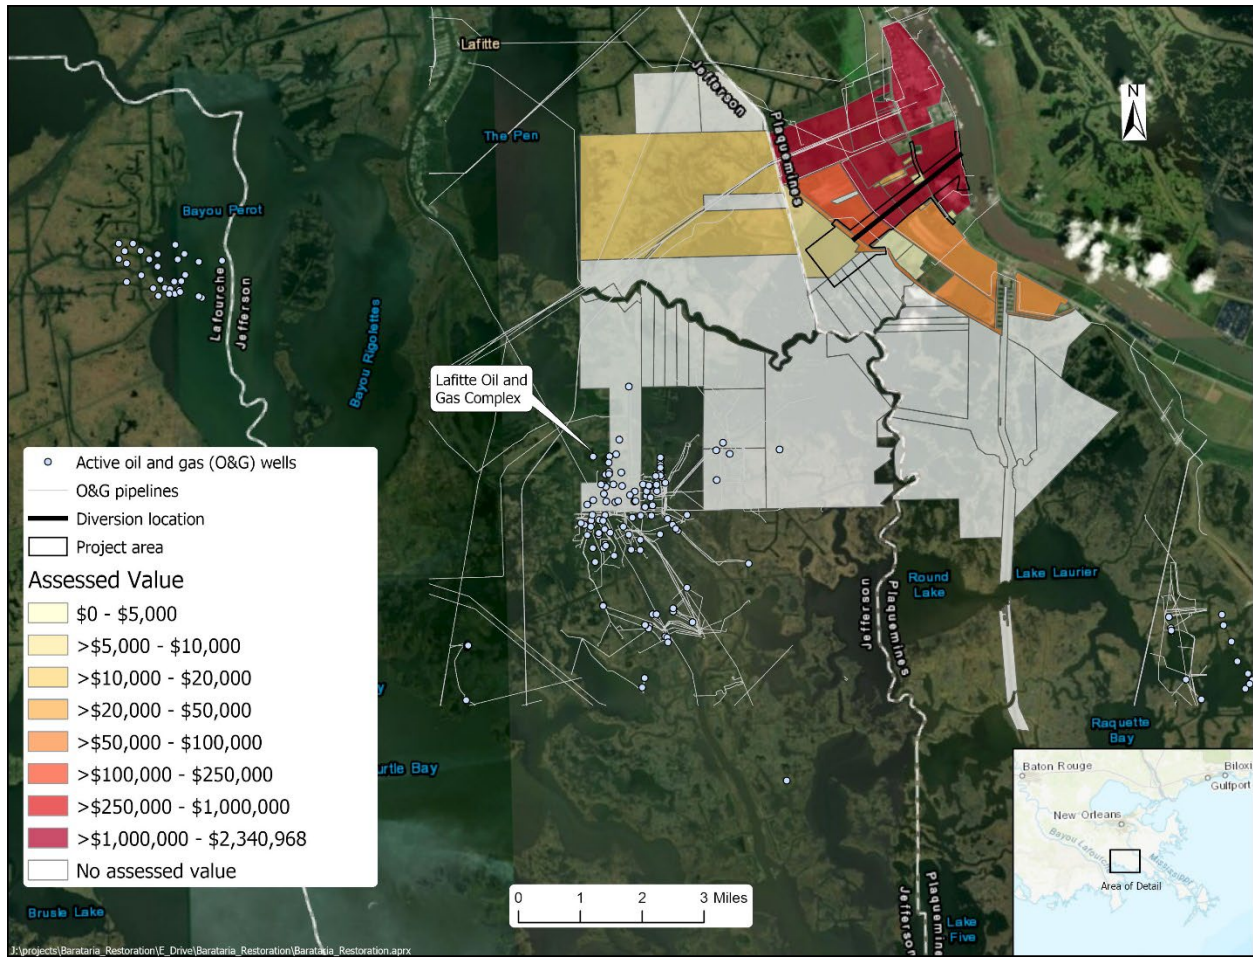 Lafitte
Jefferson
Plaquemines
N
The Pen
Bayou Perot
Lafourche
Jefferson
Bayou Rigolettes
Lafitte Oil and
Gas Complex
Active oil and gas (O&G) wells
O&G pipelines
Diversion location
Project area
Assessed Value
$0 - $5,000
>$5,000 - $10,000
>$10,000 - $20,000
>$20,000 - $50,000
>$50,000 - $100,000
>$100,000 - $250,000
>$250,000 - $1,000,000
>$1,000,000 - $2,340,968
No assessed value
Jefferson
Plaquemines
Round
Lake
Lake Laurier
Raquette
Bay
Bay
Brusle Lake
0 1 2 3 Miles
Jefferson
Lake
Five
Baton Rouge
Biloxi
Gulfport
New Orleans
Bayou Lafourche
Mississippi
Area of Detail
J:\projects\Barataria_Restoration\E_Drive\Barataria_Restoration\Barataria_Restoration.aprx